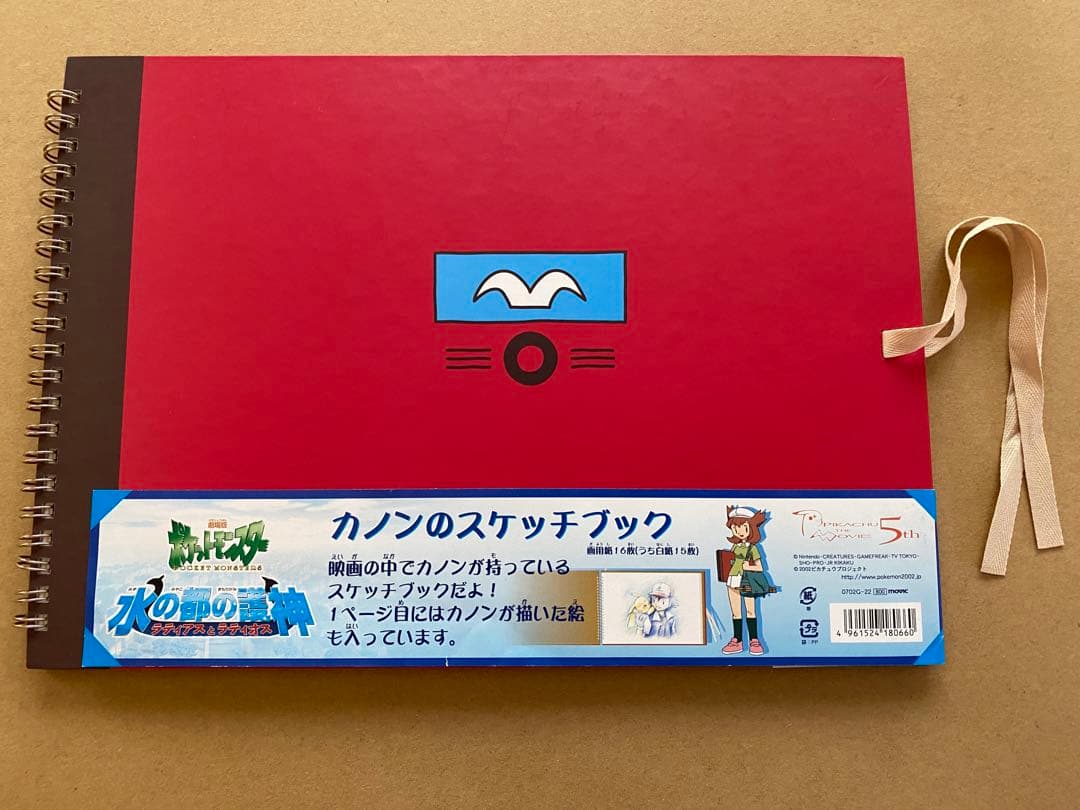 劇場版
ポケットモンスター
POCKET MONSTERS
水の都の護神
ラティアスとラティオス
カノンのスケッチブック
画用紙16枚(うち白紙15枚)
映画の中でカノンが持っている
スケッチブックだよ！
1ページ目にはカノンが描いた絵
も入っています。
PIKACHU THE MOVIE 5th
© Nintendo･CREATURES･GAMEFREAK･TV TOKYO･
SHO-PRO･JR KIKAKU
© 2002ピカチュウプロジェクト
http://www.pokemon2002.jp
0702G-22 800 movic
紙
プラ
袋：PP
4 961524 180660